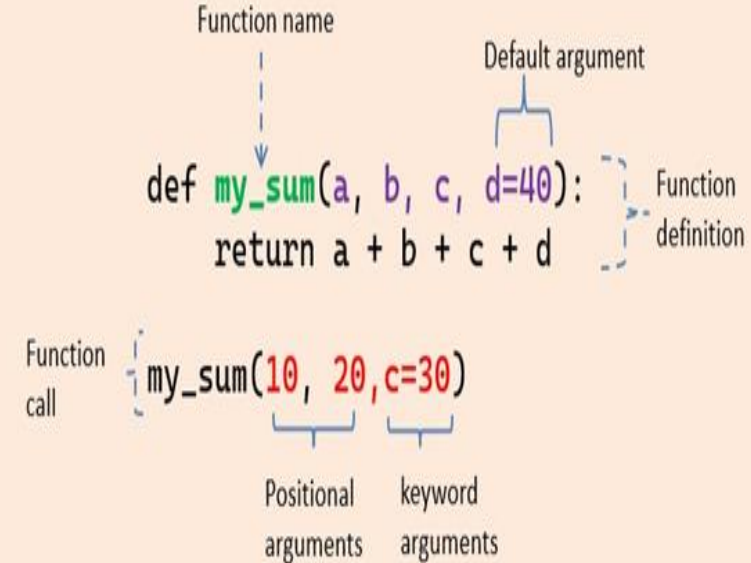 Function name
Default argument
def my_sum(a, b, c, d=40):
return a + b + c + d
Function
definition
Function
call
my_sum(10, 20,c=30)
Positional
arguments
keyword
arguments